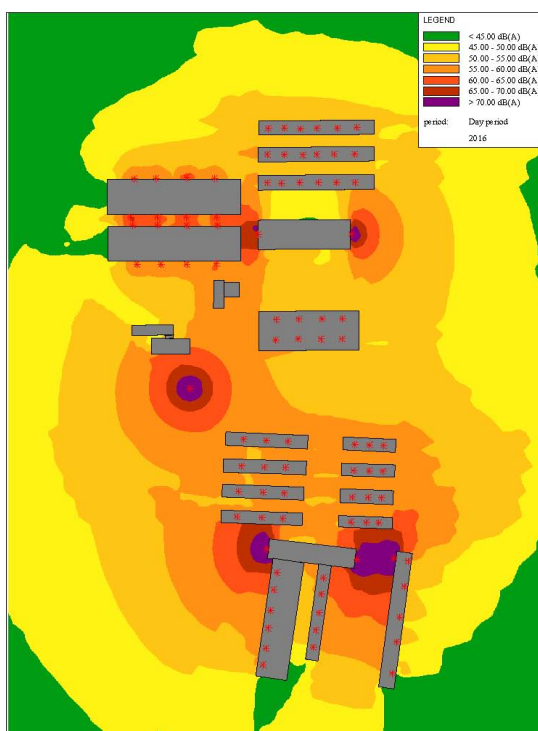 LEGEND
< 45.00 dB(A)
45.00 - 50.00 dB(A)
50.00 - 55.00 dB(A)
55.00 - 60.00 dB(A)
60.00 - 65.00 dB(A)
65.00 - 70.00 dB(A)
> 70.00 dB(A)
period: Day period
2016